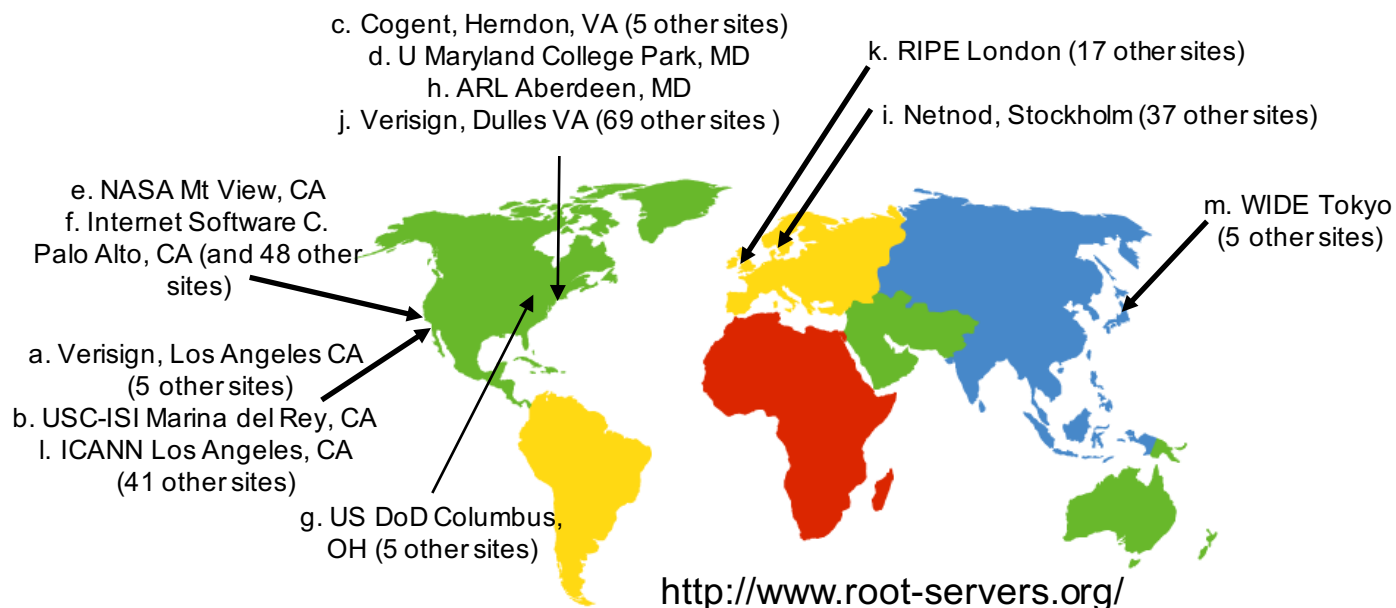 c. Cogent, Herndon, VA (5 other sites)
d. U Maryland College Park, MD
h. ARL Aberdeen, MD
j. Verisign, Dulles VA (69 other sites )
k. RIPE London (17 other sites)
i. Netnod, Stockholm (37 other sites)
e. NASA Mt View, CA
f. Internet Software C.
Palo Alto, CA (and 48 other
sites)
m. WIDE Tokyo
(5 other sites)
a. Verisign, Los Angeles CA
(5 other sites)
b. USC-ISI Marina del Rey, CA
l. ICANN Los Angeles, CA
(41 other sites)
g. US DoD Columbus,
OH (5 other sites)
http://www.root-servers.org/